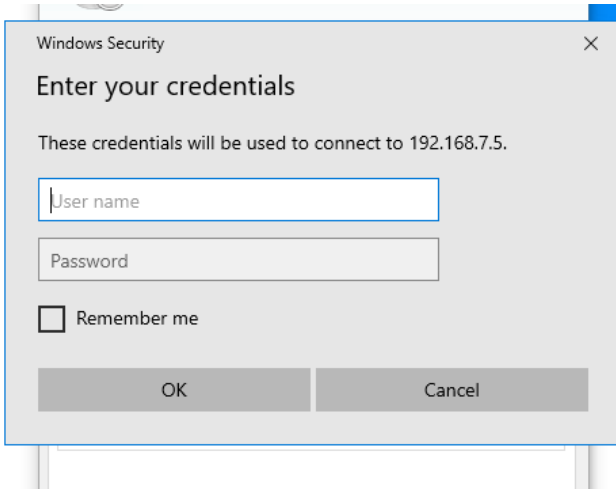 Windows Security
Enter your credentials
These credentials will be used to connect to 192.168.7.5.
User name
Password
Remember me
OK
Cancel